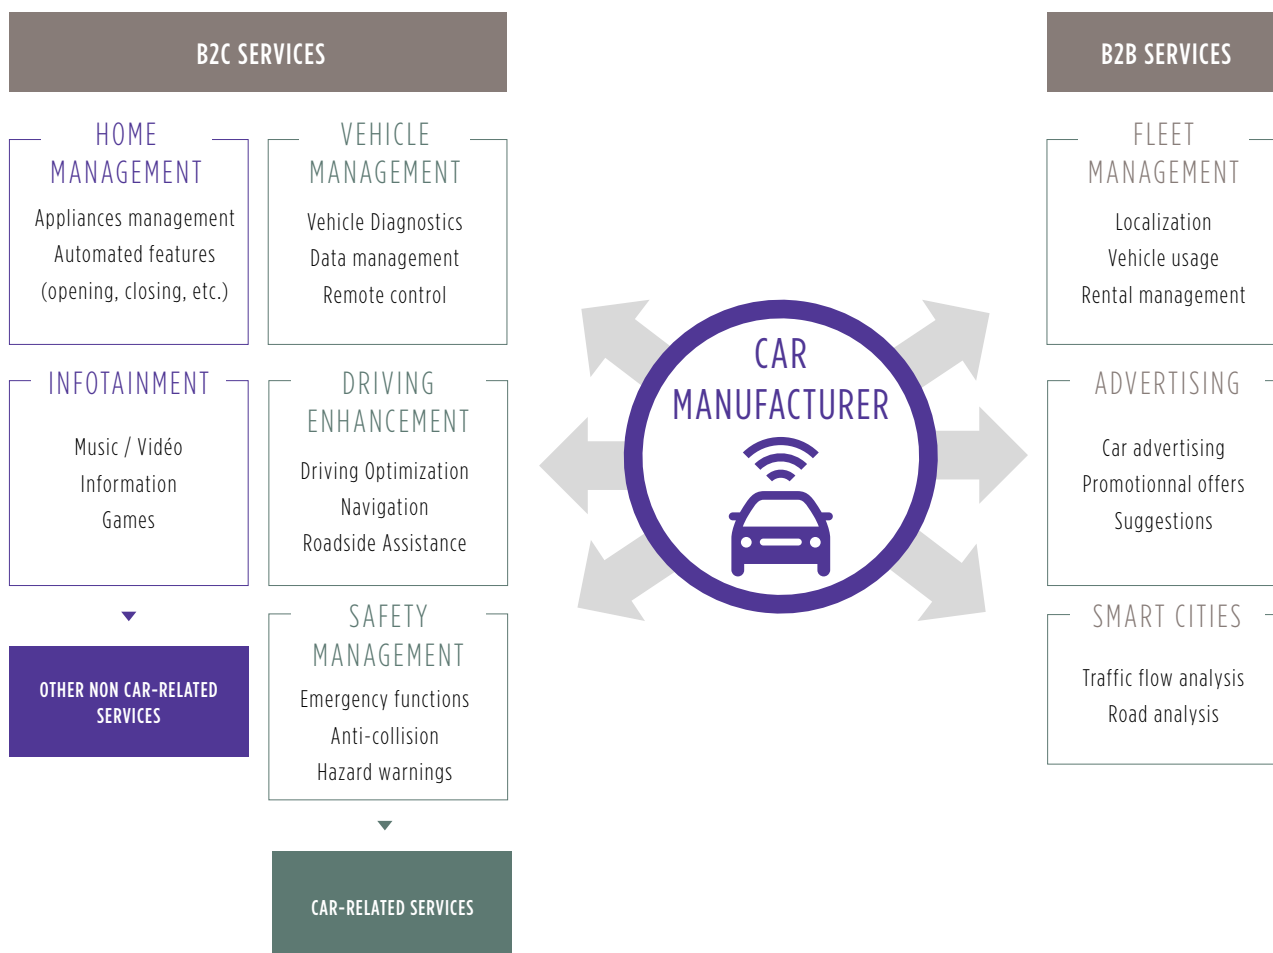 B2C SERVICES
HOME
MANAGEMENT
Appliances management
Automated features
(opening, closing, etc.)
VEHICLE
MANAGEMENT
Vehicle Diagnostics
Data management
Remote control
INFOTAINMENT
Music / Vidéo
Information
Games
DRIVING
ENHANCEMENT
Driving Optimization
Navigation
Roadside Assistance
OTHER NON CAR-RELATED
SERVICES
SAFETY
MANAGEMENT
Emergency functions
Anti-collision
Hazard warnings
CAR-RELATED SERVICES
CAR
MANUFACTURER
B2B SERVICES
FLEET
MANAGEMENT
Localization
Vehicle usage
Rental management
ADVERTISING
Car advertising
Promotionnal offers
Suggestions
SMART CITIES
Traffic flow analysis
Road analysis